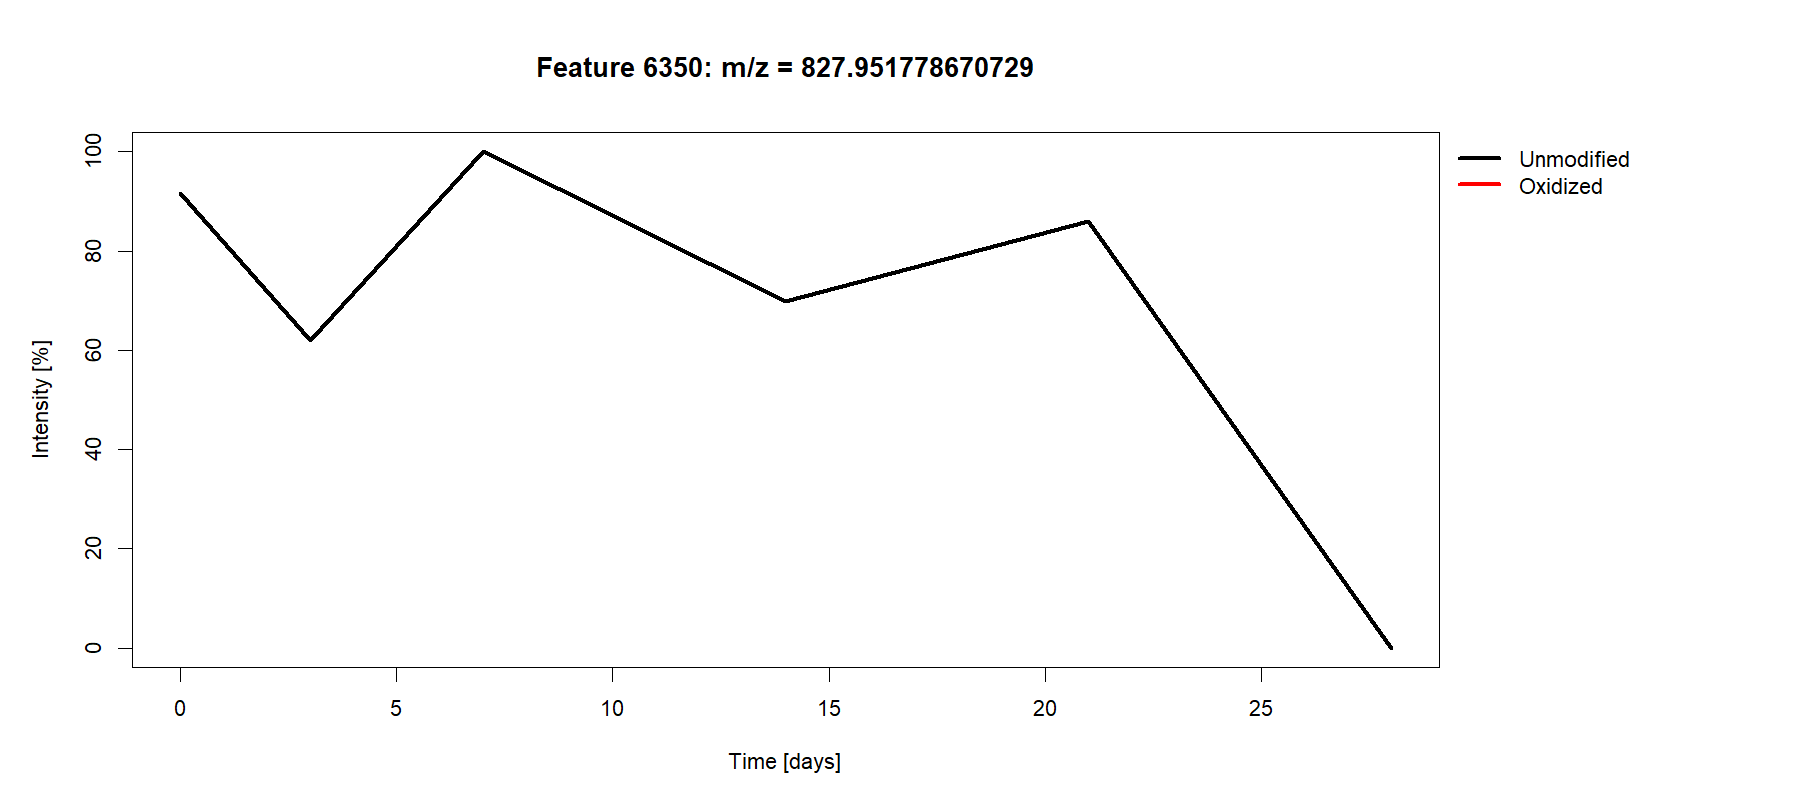 Feature 6350: m/z = 827.951778670729
Unmodified
Oxidized
Intensity [%]
100
80
60
40
20
0
0 5 10 15 20 25
Time [days]